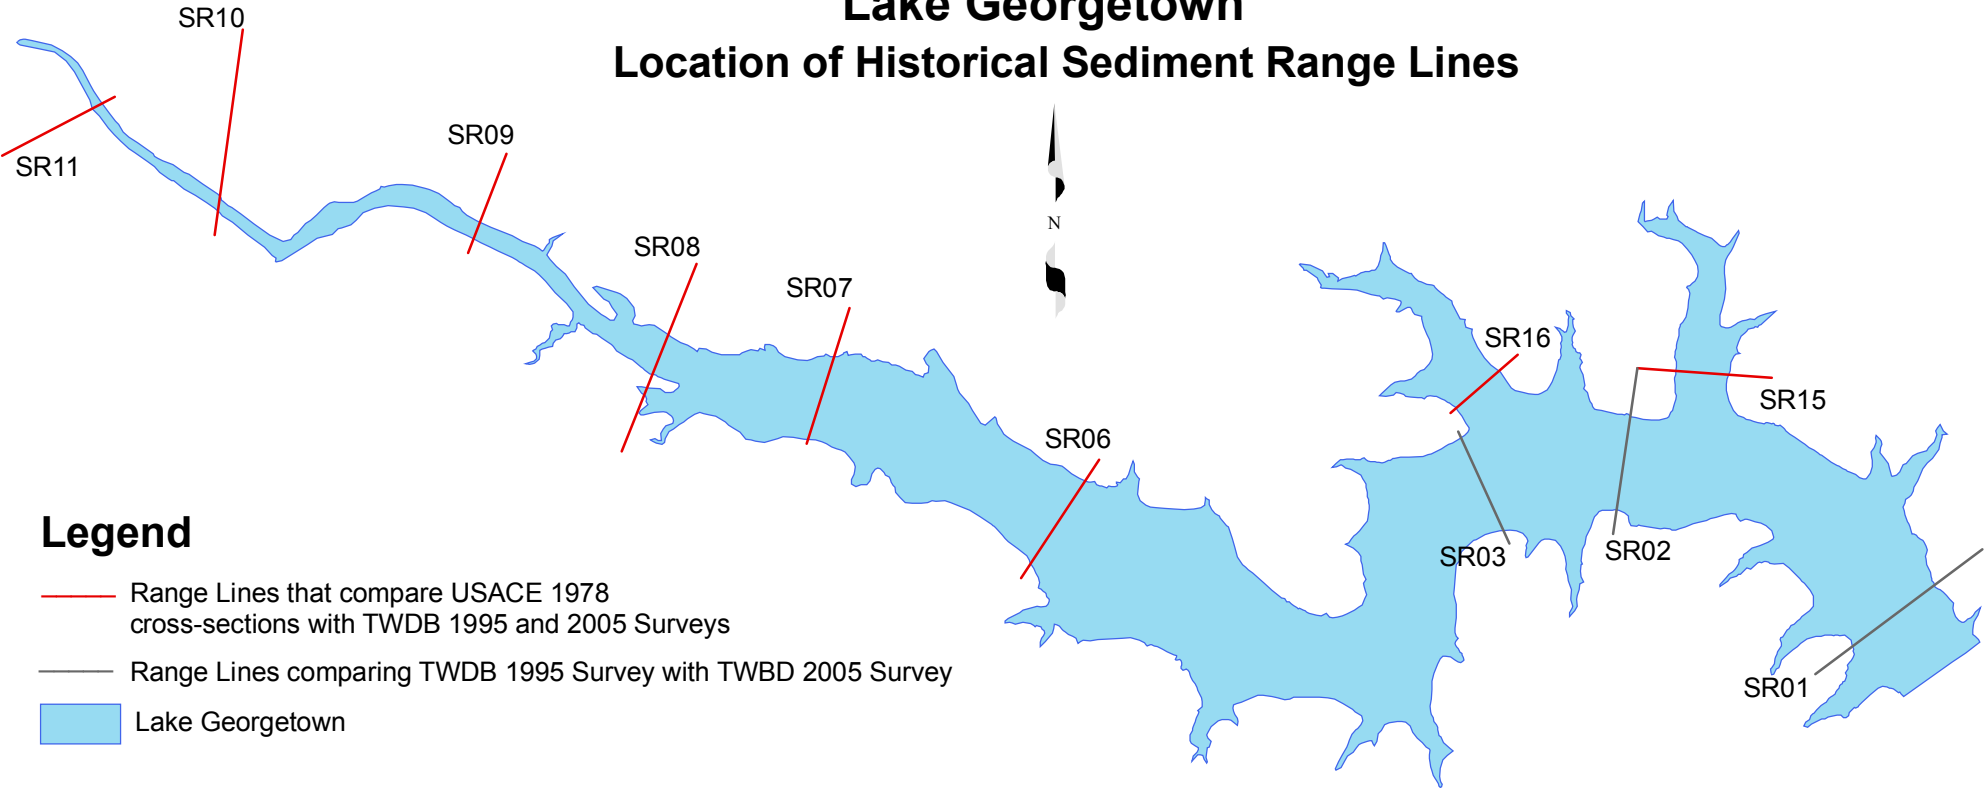 Lake Georgetown
Location of Historical Sediment Range Lines
SR10
SR11
SR09
SR08
SR07
N
SR06
SR16
SR15
SR03
SR02
SR01
Legend
Range Lines that compare USACE 1978
cross-sections with TWDB 1995 and 2005 Surveys
Range Lines comparing TWDB 1995 Survey with TWBD 2005 Survey
Lake Georgetown